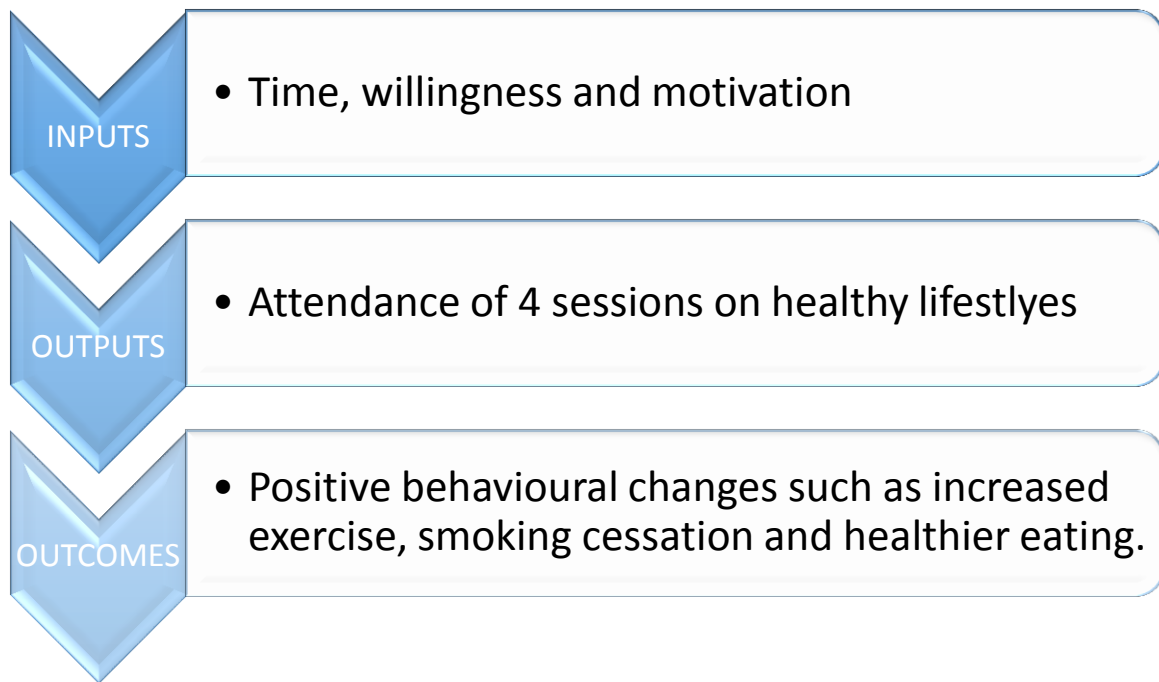 INPUTS
• Time, willingness and motivation
OUTPUTS
• Attendance of 4 sessions on healthy lifestlyes
OUTCOMES
• Positive behavioural changes such as increased
exercise, smoking cessation and healthier eating.